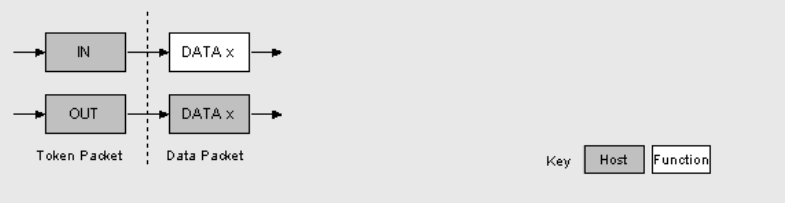 IN DATA x
OUT DATA x
Token Packet Data Packet
Key Host Function